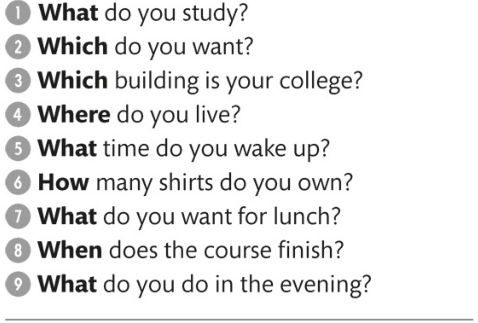 1 What do you study?
2 Which do you want?
3 Which building is your college?
4 Where do you live?
5 What time do you wake up?
6 How many shirts do you own?
7 What do you want for lunch?
8 When does the course finish?
9 What do you do in the evening?